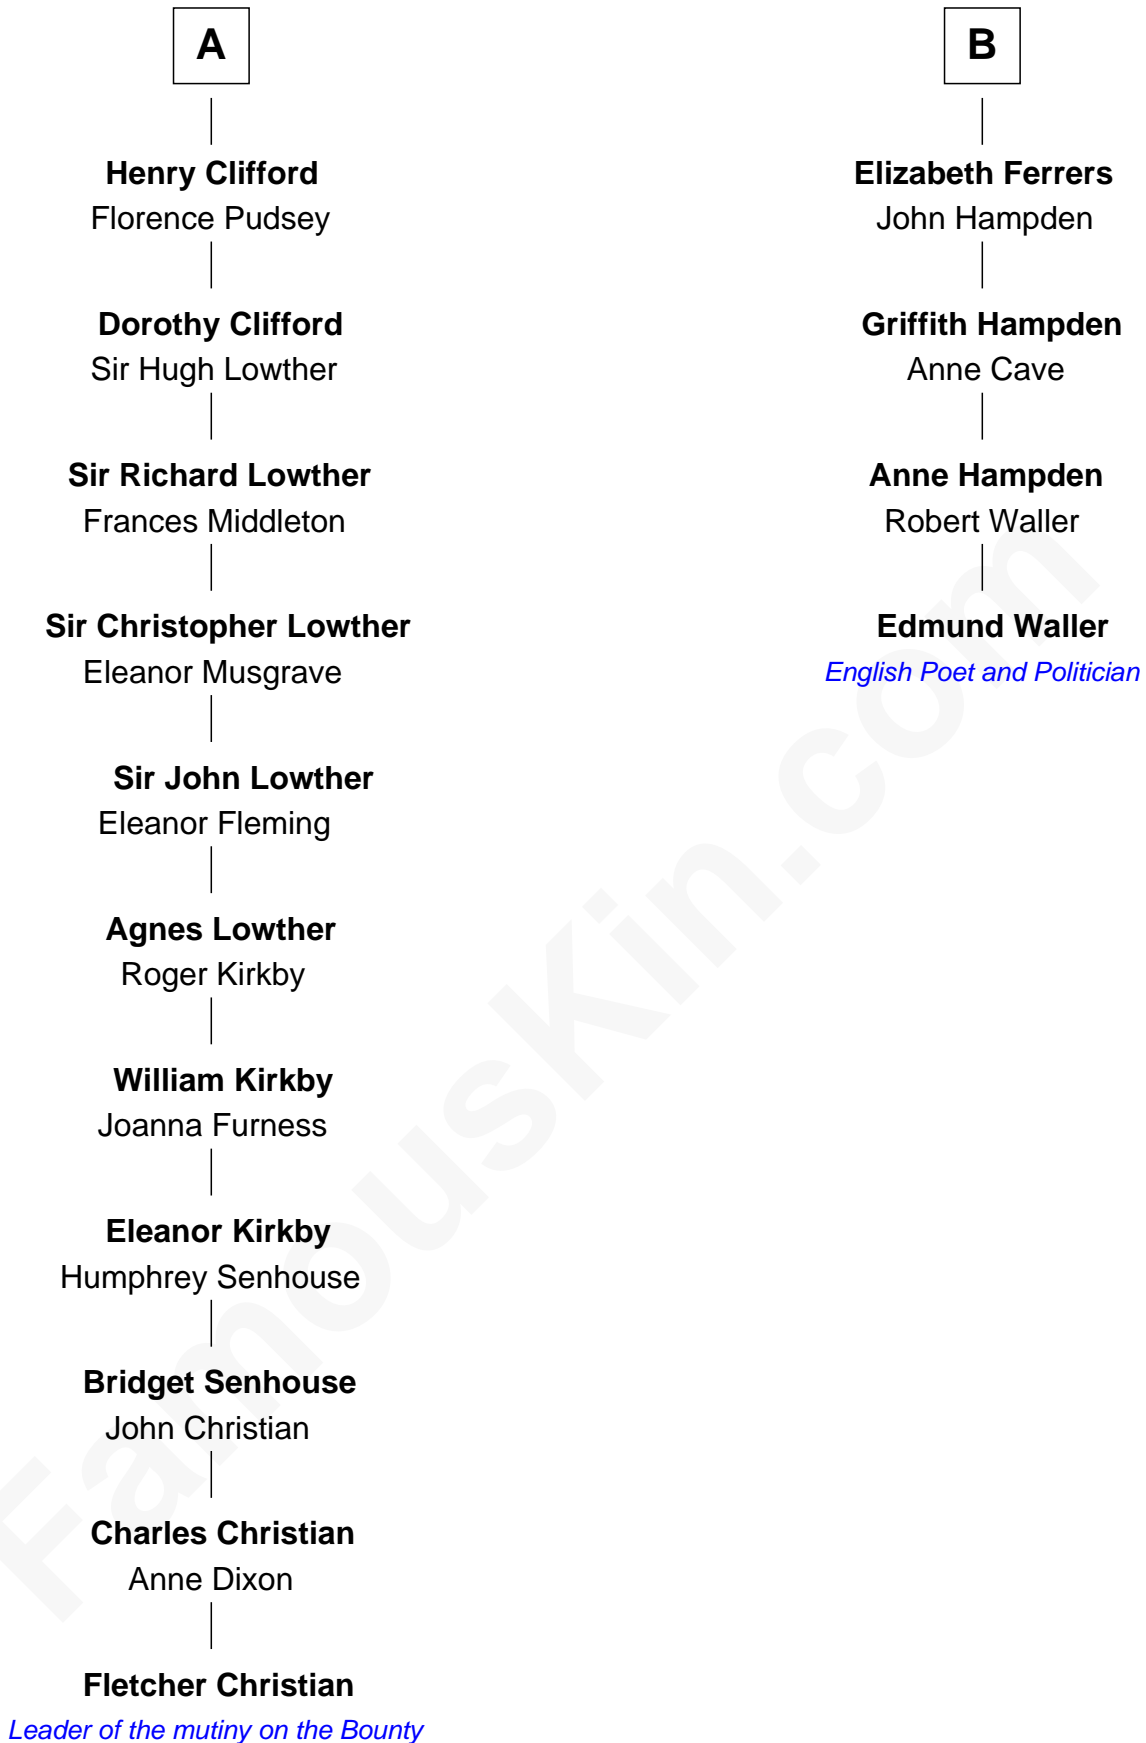 A
Henry Clifford
Florence Pudsey
Dorothy Clifford
Sir Hugh Lowther
Sir Richard Lowther
Frances Middleton
Sir Christopher Lowther
Eleanor Musgrave
Sir John Lowther
Eleanor Fleming
Agnes Lowther
Roger Kirkby
William Kirkby
Joanna Furness
Eleanor Kirkby
Humphrey Senhouse
Bridget Senhouse
John Christian
Charles Christian
Anne Dixon
Fletcher Christian
Leader of the mutiny on the Bounty
B
Elizabeth Ferrers
John Hampden
Griffith Hampden
Anne Cave
Anne Hampden
Robert Waller
Edmund Waller
English Poet and Politician
FamousKin.com